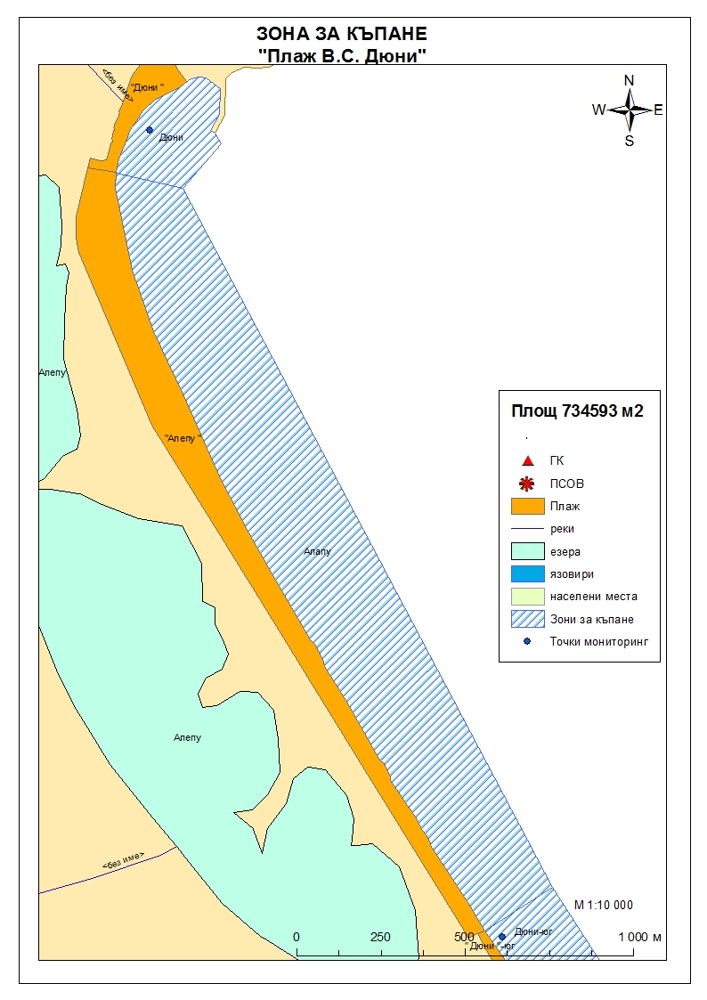 ЗОНА ЗА КЪПАНЕ
"Плаж В.С. Дюни"
<без име>
"Дюни "
Дюни
N
W
E
S
Алепу
"Алепу "
Алапу
Площ 734593 м2
ГК
ПСОВ
Плаж
реки
езера
язовири
населени места
Зони за къпане
Точки мониторинг
Алепу
<без име>
М 1:10 000
Дюни-юг
"Дюни "-юг
0 250 500 1 000 м